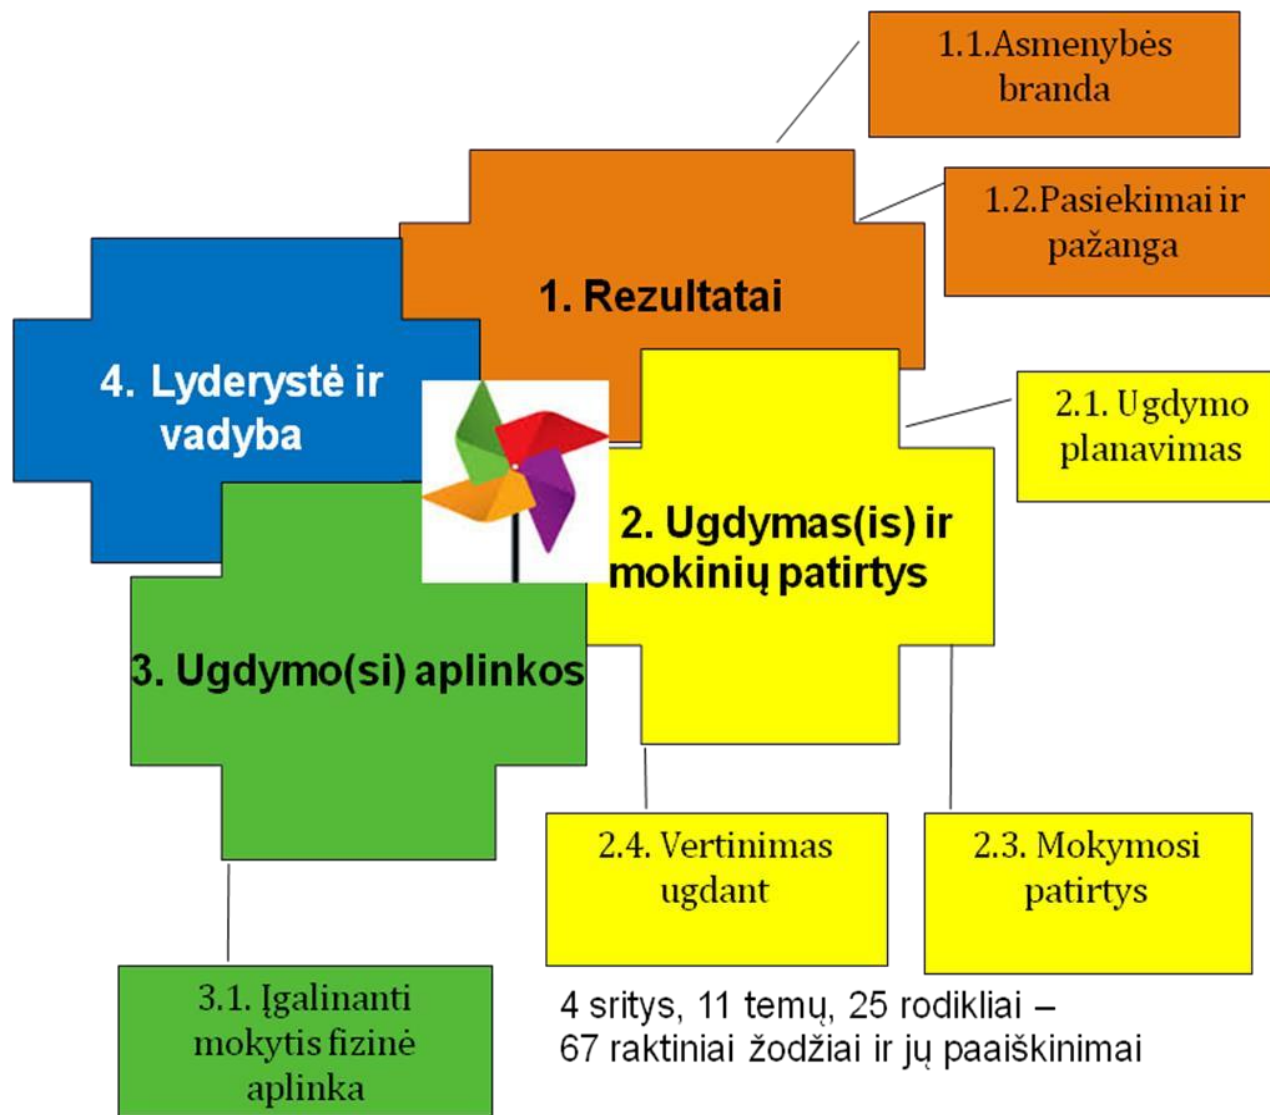 1.1.Asmenybės
branda
1.2.Pasiekimai ir
pažanga
1. Rezultatai
4. Lyderystė ir
vadyba
2.1. Ugdymo
planavimas
2. Ugdymas(is) ir
mokinių patirtys
3. Ugdymo(si) aplinkos
2.4. Vertinimas
ugdant
2.3. Mokymosi
patirtys
3.1. Įgalinanti
mokytis fizinė
aplinka
4 sritys, 11 temų, 25 rodikliai –
67 raktiniai žodžiai ir jų paaiškinimai